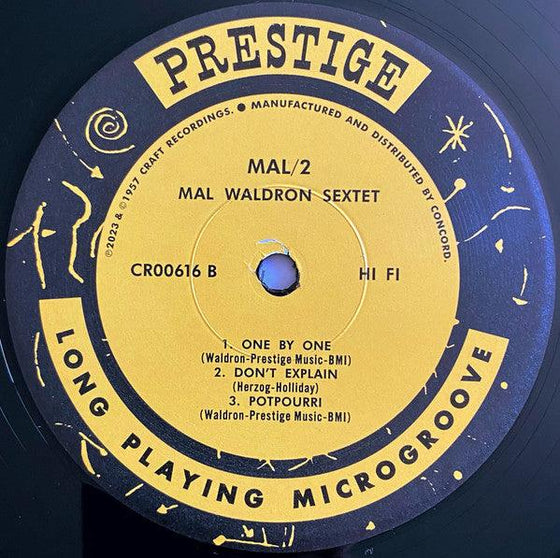 PRESTIGE
℗2023 & ©1957 CRAFT RECORDINGS. ● MANUFACTURED AND DISTRIBUTED BY CONCORD.
MAL/2
MAL WALDRON SEXTET
CR00616 B
HI FI
1. ONE BY ONE
(Waldron-Prestige Music-BMI)
2. DON'T EXPLAIN
(Herzog-Holliday)
3. POTPOURRI
(Waldron-Prestige Music-BMI)
LONG PLAYING MICROGROOVE